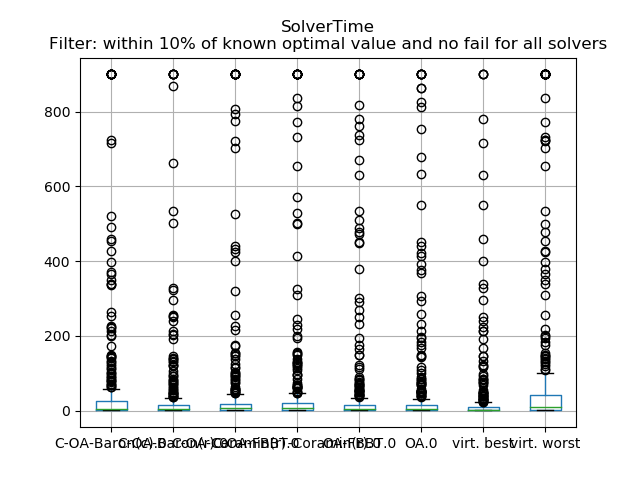 SolverTime
Filter: within 10% of known optimal value and no fail for all solvers
800
600
400
200
0
OA.0 virt. best virt. worst